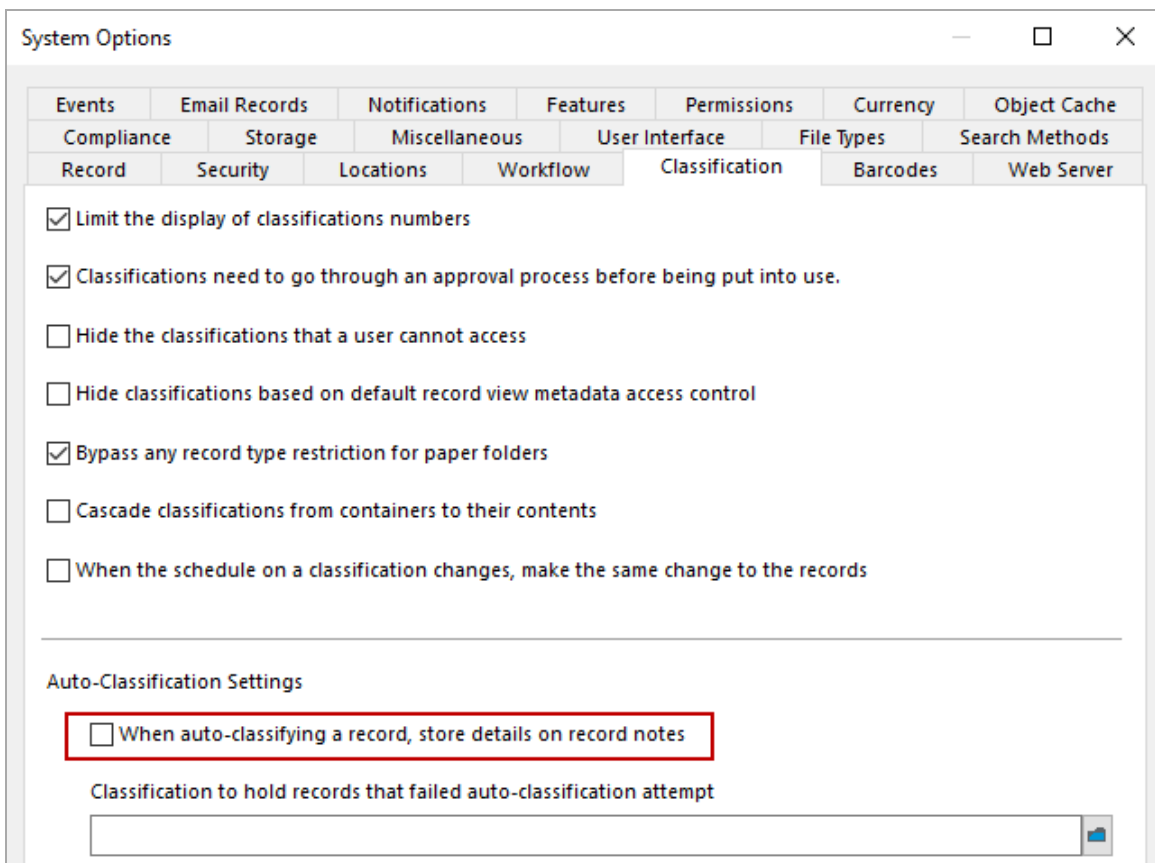 System Options
Events Email Records Notifications Features Permissions Currency Object Cache
Compliance Storage Miscellaneous User Interface File Types Search Methods
Record Security Locations Workflow Classification Barcodes Web Server
Limit the display of classifications numbers
Classifications need to go through an approval process before being put into use.
Hide the classifications that a user cannot access
Hide classifications based on default record view metadata access control
Bypass any record type restriction for paper folders
Cascade classifications from containers to their contents
When the schedule on a classification changes, make the same change to the records
Auto-Classification Settings
When auto-classifying a record, store details on record notes
Classification to hold records that failed auto-classification attempt